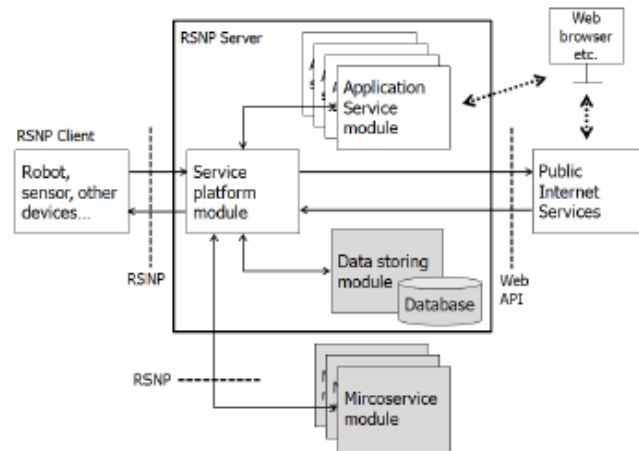 RSNP Server
Web
browser
etc.
Application
Service
module
RSNP Client
Robot,
sensor, other
devices...
Service
platform
module
Public
Internet
Services
Data storing
module
Database
RSNP
Web
API
RSNP
Mircoservice
module